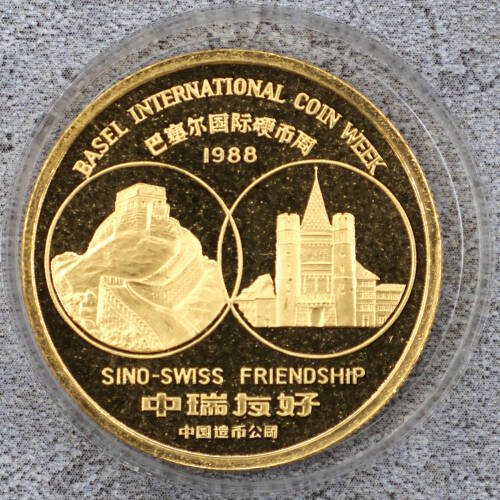 BASEL INTERNATIONAL COIN WEEK
巴塞尔国际硬币周
1988
SINO-SWISS FRIENDSHIP
中瑞友好
中国造币公司